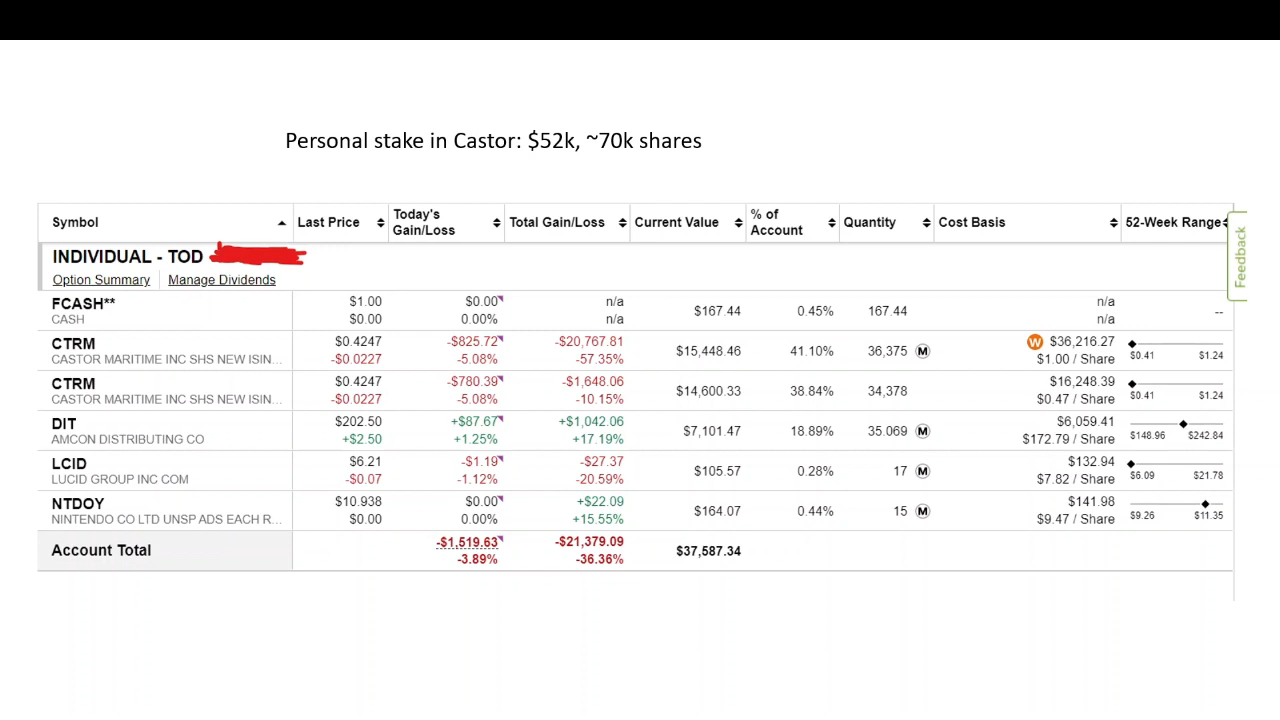 Personal stake in Castor: $52k, ~70k shares
Symbol Last Price Today's Gain/Loss Total Gain/Loss Current Value % of Account Quantity Cost Basis 52-Week Range
INDIVIDUAL - TOD
Option Summary Manage Dividends
FCASH** $1.00 $0.00 n/a $167.44 0.45% 167.44 n/a --
CASH $0.00 0.00% n/a n/a
CTRM $0.4247 -$825.72 -$20,767.81 $15,448.46 41.10% 36,375 M W $36,216.27
CASTOR MARITIME INC SHS NEW ISIN... -$0.0227 -5.08% -57.35% $1.00 / Share $0.41 $1.24
CTRM $0.4247 -$780.39 -$1,648.06 $14,600.33 38.84% 34,378 $16,248.39
CASTOR MARITIME INC SHS NEW ISIN... -$0.0227 -5.08% -10.15% $0.47 / Share $0.41 $1.24
DIT $202.50 +$87.67 +$1,042.06 $7,101.47 18.89% 35.069 M $6,059.41
AMCON DISTRIBUTING CO +$2.50 +1.25% +17.19% $172.79 / Share $148.96 $242.84
LCID $6.21 -$1.19 -$27.37 $105.57 0.28% 17 M $132.94
LUCID GROUP INC COM -$0.07 -1.12% -20.59% $7.82 / Share $6.09 $21.78
NTDOY $10.938 $0.00 +$22.09 $164.07 0.44% 15 M $141.98
NINTENDO CO LTD UNSP ADS EACH R... $0.00 0.00% +15.55% $9.47 / Share $9.26 $11.35
Account Total -$1,519.63 -$21,379.09 $37,587.34
-3.89% -36.36%
Feedback